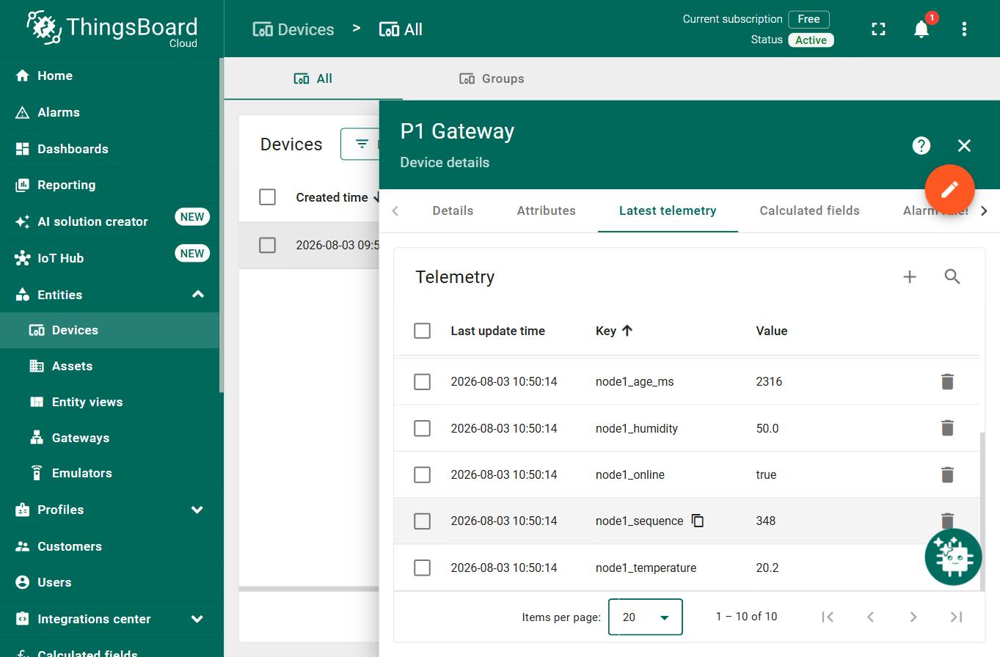 ThingsBoard
Cloud
Devices > All
Current subscription Free
Status Active
1
Home
Alarms
Dashboards
Reporting
AI solution creator NEW
IoT Hub NEW
Entities
Devices
Assets
Entity views
Gateways
Emulators
Profiles
Customers
Users
Integrations center
Calculated fields
All
Groups
Devices
Created time
2026-08-03 09:5
P1 Gateway
Device details
Details
Attributes
Latest telemetry
Calculated fields
Alarm rules
Telemetry
Last update time Key Value
2026-08-03 10:50:14 node1_age_ms 2316
2026-08-03 10:50:14 node1_humidity 50.0
2026-08-03 10:50:14 node1_online true
2026-08-03 10:50:14 node1_sequence 348
2026-08-03 10:50:14 node1_temperature 20.2
Items per page: 20 1 – 10 of 10